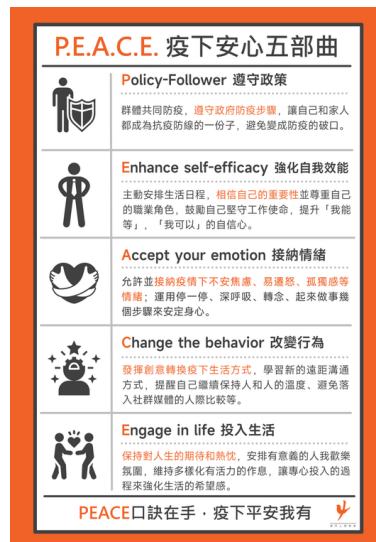 P.E.A.C.E. 疫下安心五部曲
Policy-Follower 遵守政策
群體共同防疫，遵守政府防疫步驟，讓自己和家人
都成為抗疫防線的一份子，避免變成防疫的破口。
Enhance self-efficacy 強化自我效能
主動安排生活日程，相信自己的重要性並尊重自己
的職業角色，鼓勵自己堅守工作使命，提升「我能
等」，「我可以」的自信心。
Accept your emotion 接納情緒
允許並接納疫情下不安焦慮、易遷怒、孤獨感等
情緒；運用停一停、深呼吸、轉念、起來做事幾
個步驟來安定身心。
Change the behavior 改變行為
發揮創意轉換疫下生活方式，學習新的遠距溝通
方式，提醒自己繼續保持人和人的溫度、避免落
入社群媒體的人際比較等。
Engage in life 投入生活
保持對人生的期待和熱忱，安排有意義的人我歡樂
氛圍，維持多樣化有活力的作息，讓專心投入的過
程來強化生活的希望感。
PEACE口訣在手，疫下平安我有